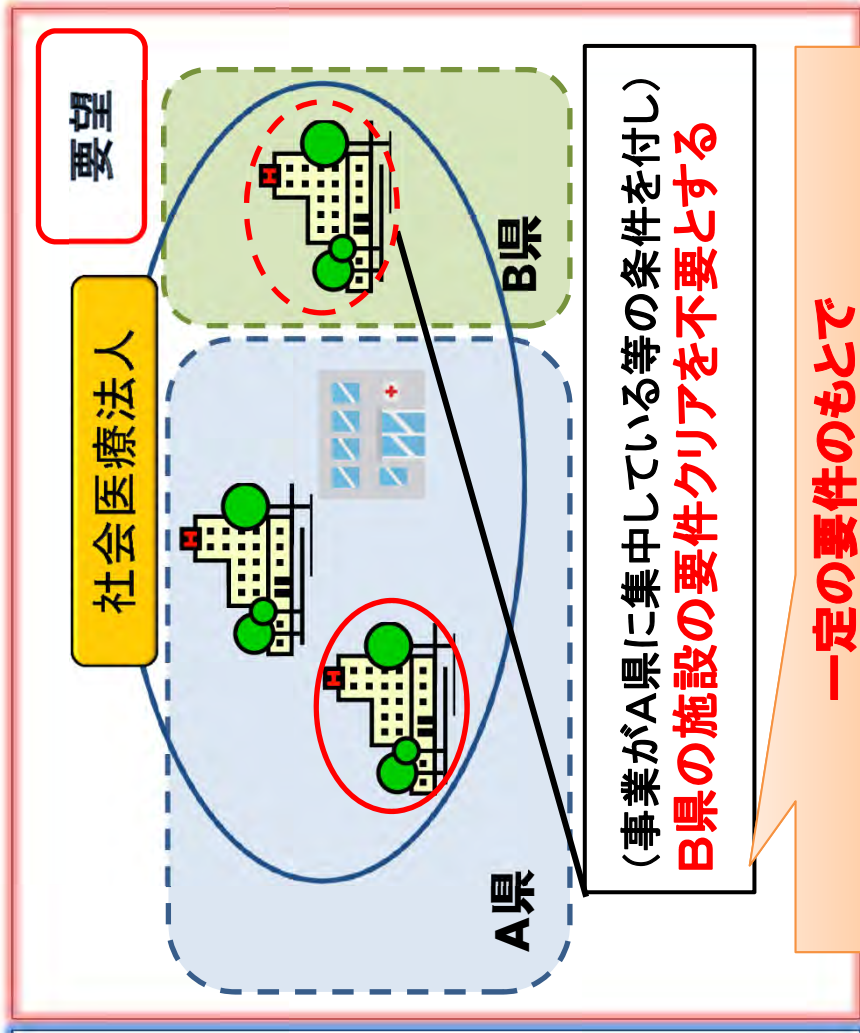 要望
社会医療法人
A県
B県
（事業がA県に集中している等の条件を付し）
B県の施設の要件クリアを不要とする
一定の要件のもとで